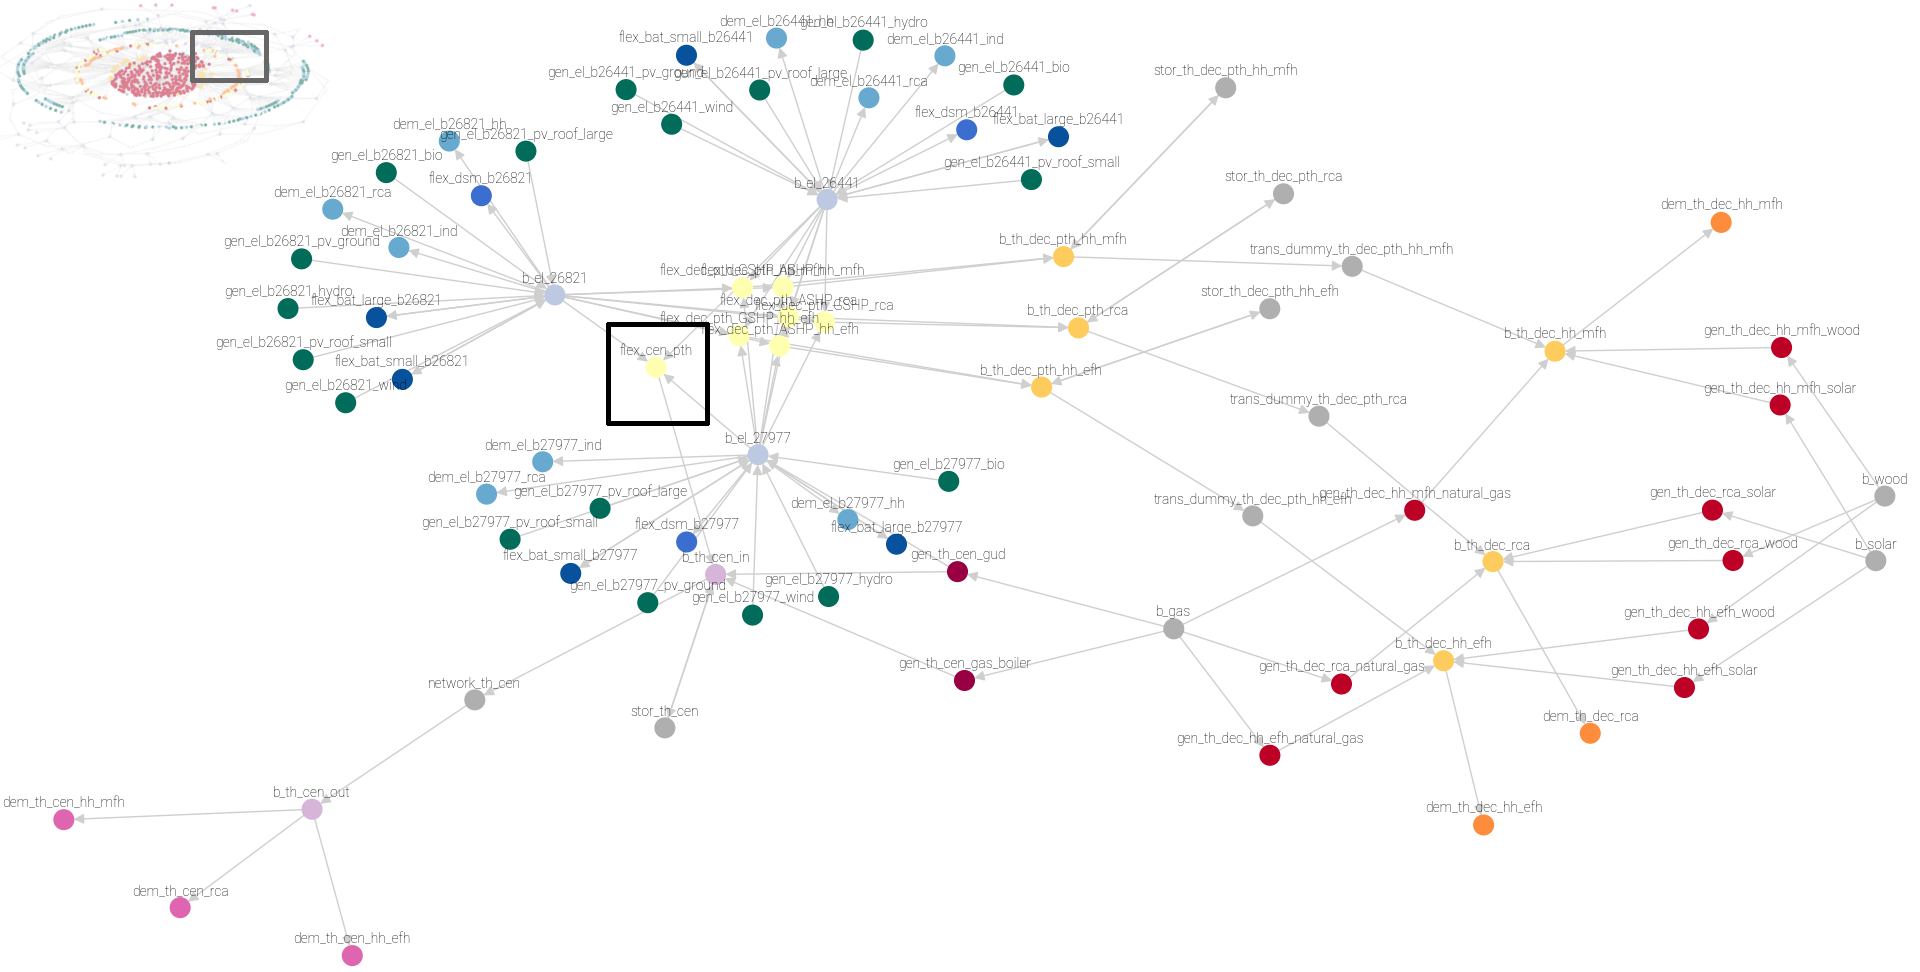 dem_el_b26441_hh
gen_el_b26441_hydro
flex_bat_small_b26441
dem_el_b26441_ind
gen_el_b26441_pv_ground
gen_el_b26441_pv_roof_large
gen_el_b26441_bio
stor_th_dec_pth_hh_mfh
dem_el_b26441_rca
gen_el_b26441_wind
flex_dsm_b26441
flex_bat_large_b26441
dem_el_b26821_hh
gen_el_b26821_pv_roof_large
gen_el_b26821_bio
gen_el_b26441_pv_roof_small
flex_dsm_b26821
stor_th_dec_pth_rca
b_el_26441
dem_el_b26821_rca
dem_th_dec_hh_mfh
dem_el_b26821_ind
gen_el_b26821_pv_ground
b_th_dec_pth_hh_mfh
trans_dummy_th_dec_pth_hh_mfh
flex_dec_pth_GSHP_hh_mfh
flex_dec_pth_ASHP_hh_mfh
b_el_26821
gen_el_b26821_hydro
flex_bat_large_b26821
flex_dec_pth_ASHP_rca
flex_dec_pth_GSHP_rca
stor_th_dec_pth_hh_efh
b_th_dec_pth_rca
flex_dec_pth_GSHP_hh_efh
flex_dec_pth_ASHP_hh_efh
b_th_dec_hh_mfh
gen_th_dec_hh_mfh_wood
gen_el_b26821_pv_roof_small
flex_cen_pth
flex_bat_small_b26821
b_th_dec_pth_hh_efh
gen_el_b26821_wind
gen_th_dec_hh_mfh_solar
trans_dummy_th_dec_pth_rca
b_el_27977
dem_el_b27977_ind
gen_el_b27977_bio
dem_el_b27977_rca
b_wood
gen_el_b27977_pv_roof_large
dem_el_b27977_hh
trans_dummy_th_dec_pth_hh_efh
gen_th_dec_hh_mfh_natural_gas
gen_th_dec_rca_solar
gen_el_b27977_pv_roof_small
flex_dsm_b27977
flex_bat_large_b27977
b_th_dec_rca
gen_th_dec_rca_wood
b_solar
flex_bat_small_b27977
b_th_cen_in
gen_th_cen_gud
gen_el_b27977_pv_ground
gen_el_b27977_hydro
gen_el_b27977_wind
b_gas
gen_th_dec_hh_efh_wood
b_th_dec_hh_efh
gen_th_cen_gas_boiler
gen_th_dec_rca_natural_gas
gen_th_dec_hh_efh_solar
network_th_cen
stor_th_cen
dem_th_dec_rca
gen_th_dec_hh_efh_natural_gas
b_th_cen_out
dem_th_cen_hh_mfh
dem_th_dec_hh_efh
dem_th_cen_rca
dem_th_cen_hh_efh